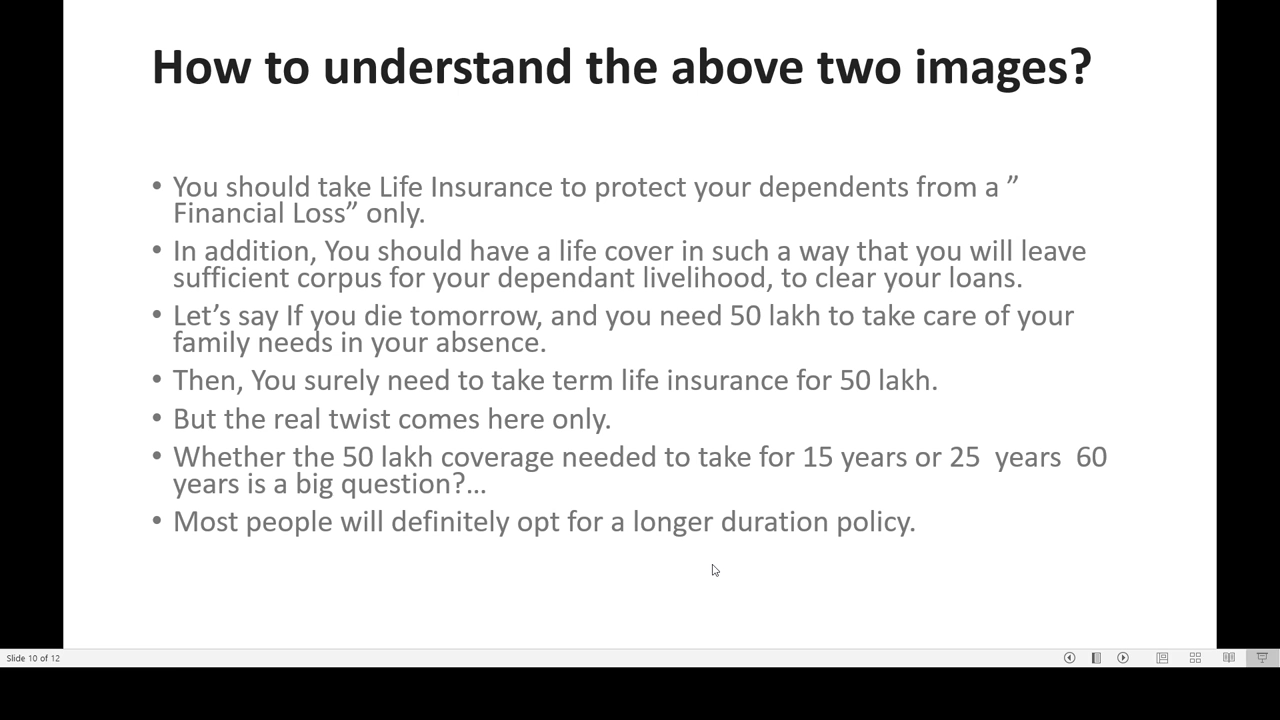 How to understand the above two images?
• You should take Life Insurance to protect your dependents from a ”
Financial Loss” only.
• In addition, You should have a life cover in such a way that you will leave
sufficient corpus for your dependant livelihood, to clear your loans.
• Let’s say If you die tomorrow, and you need 50 lakh to take care of your
family needs in your absence.
• Then, You surely need to take term life insurance for 50 lakh.
• But the real twist comes here only.
• Whether the 50 lakh coverage needed to take for 15 years or 25  years  60
years is a big question?...
• Most people will definitely opt for a longer duration policy.
Slide 10 of 12